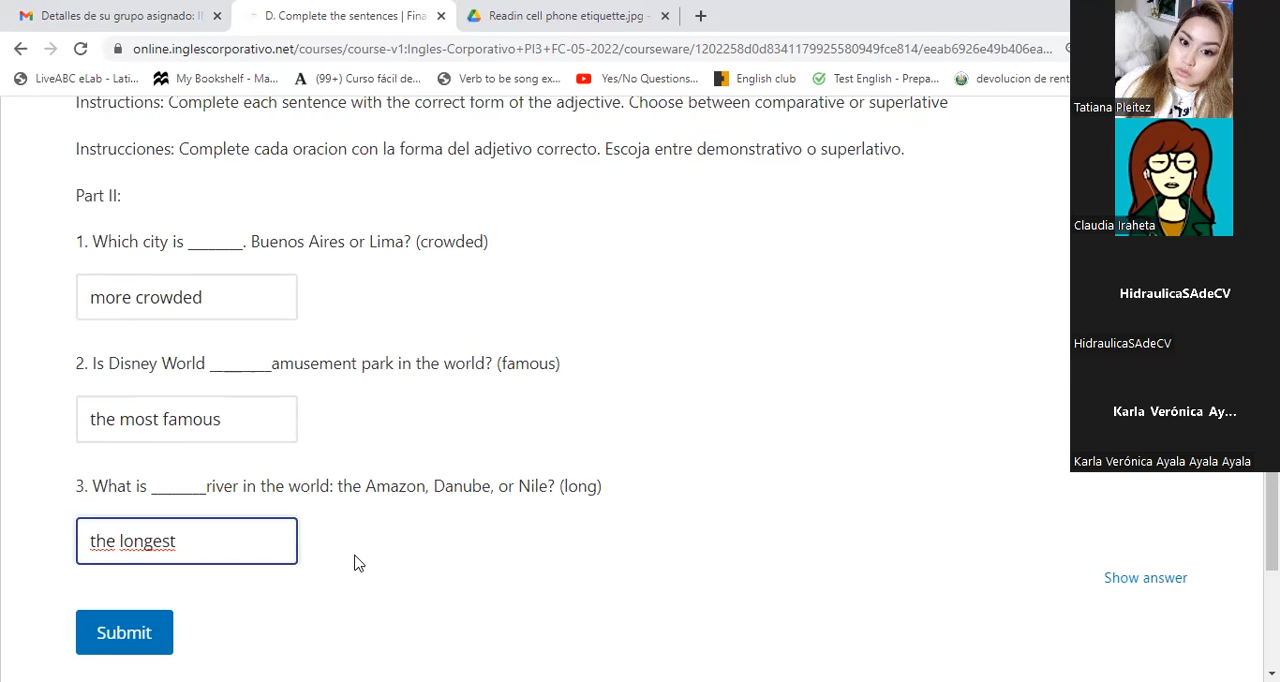 Detalles de su grupo asignado: II
D. Complete the sentences | Fina
Readin cell phone etiquette.jpg -
online.inglescorporativo.net/courses/course-v1:Ingles-Corporativo+PI3+FC-05-2022/courseware/1202258d0d8341179925580949fce814/eeab6926e49b406ea...
LiveABC eLab - Lati...
My Bookshelf - Ma...
(99+) Curso fácil de...
Verb to be song ex...
Yes/No Questions...
English club
Test English - Prepa...
devolucion de rent
Instructions: Complete each sentence with the correct form of the adjective. Choose between comparative or superlative
Instrucciones: Complete cada oracion con la forma del adjetivo correcto. Escoja entre demonstrativo o superlativo.
Part II:
1. Which city is _______. Buenos Aires or Lima? (crowded)
more crowded
2. Is Disney World ________amusement park in the world? (famous)
the most famous
3. What is _______river in the world: the Amazon, Danube, or Nile? (long)
the longest
Show answer
Submit
Tatiana Pleitez
Claudia Iraheta
HidraulicaSAdeCV
HidraulicaSAdeCV
Karla Verónica Ay...
Karla Verónica Ayala Ayala Ayala